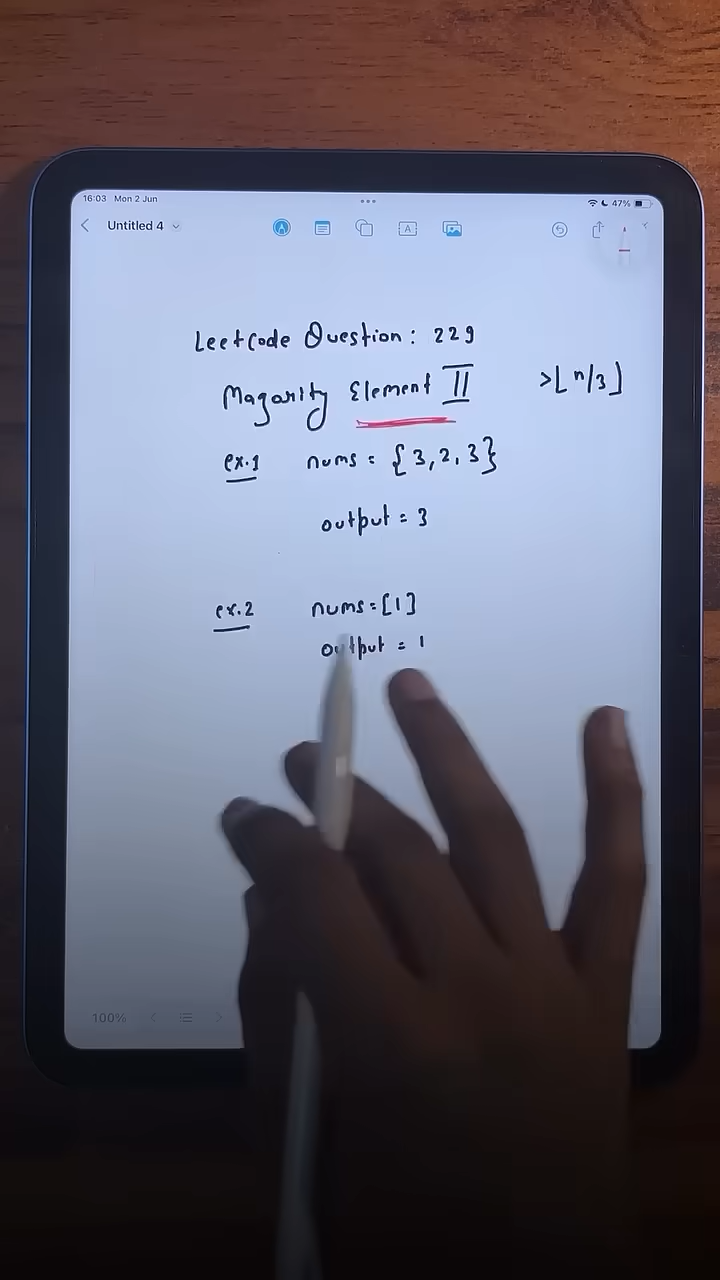 16:03 Mon 2 Jun
47%
Untitled 4
A
Leetcode Question: 229
Magarity Element II >⌊n/3⌋
ex.1 nums = {3,2,3}
output = 3
ex.2 nums=[1]
output = 1
100%